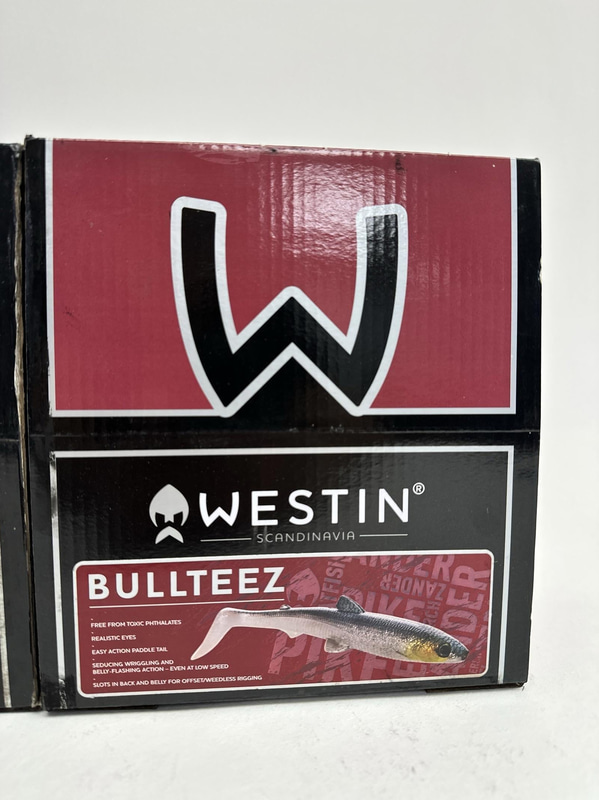 W
WESTIN®
SCANDINAVIA
BULLTEEZ
FREE FROM TOXIC PHTHALATES
REALISTIC EYES
EASY ACTION PADDLE TAIL
SEDUCING WRIGGLING AND
BELLY-FLASHING ACTION – EVEN AT LOW SPEED
SLOTS IN BACK AND BELLY FOR OFFSET/WEEDLESS RIGGING
ZANDER